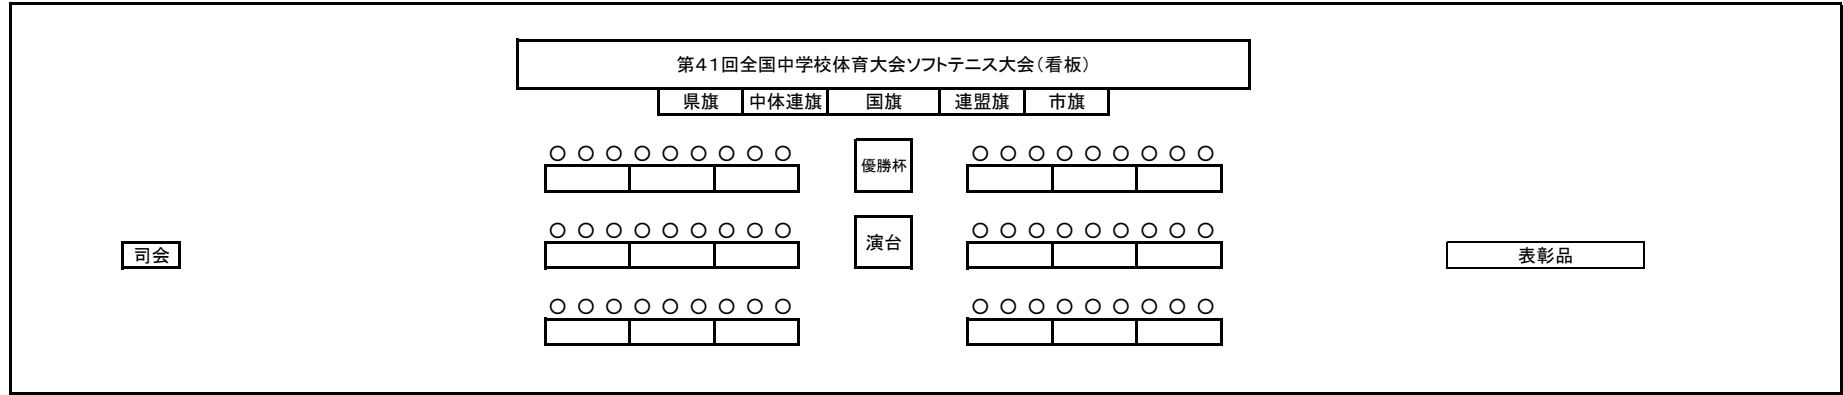 第４１回全国中学校体育大会ソフトテニス大会（看板）
県旗 中体連旗 国旗 連盟旗 市旗
優勝杯
演台
司会
表彰品